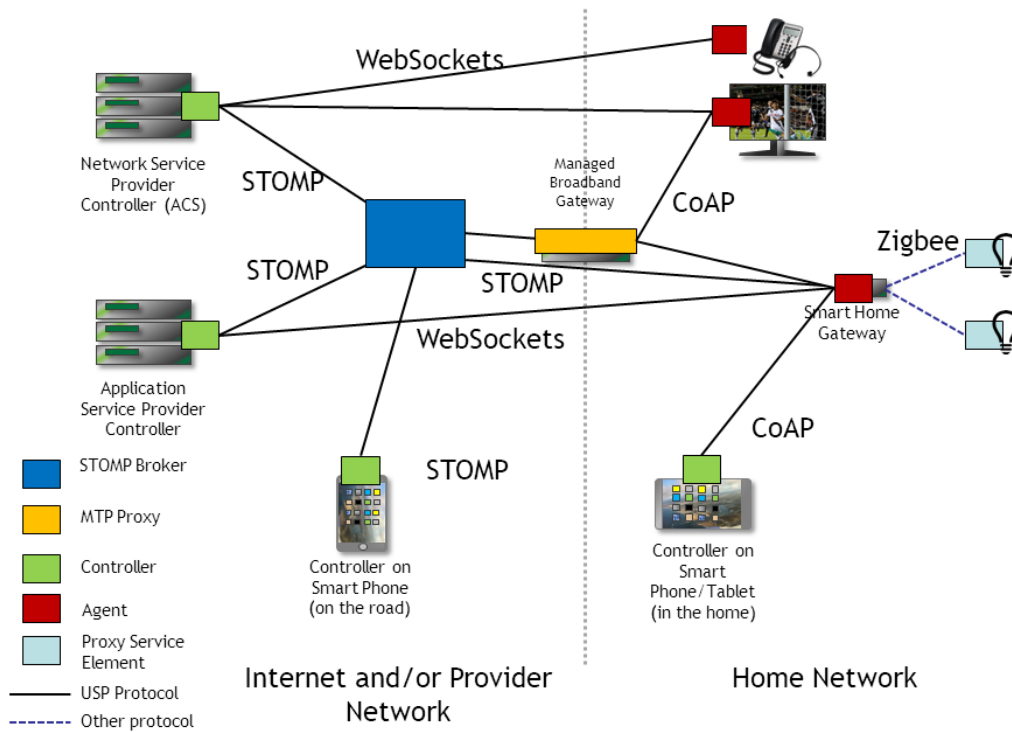 WebSockets
Network Service
Provider
Controller (ACS)
STOMP
Managed
Broadband
Gateway
CoAP
Zigbee
STOMP
STOMP
Smart Home
Gateway
WebSockets
Application
Service Provider
Controller
CoAP
STOMP
STOMP Broker
MTP Proxy
Controller
Agent
Proxy Service
Element
USP Protocol
Other protocol
Controller on
Smart Phone
(on the road)
Controller on
Smart
Phone/Tablet
(in the home)
Internet and/or Provider
Network
Home Network